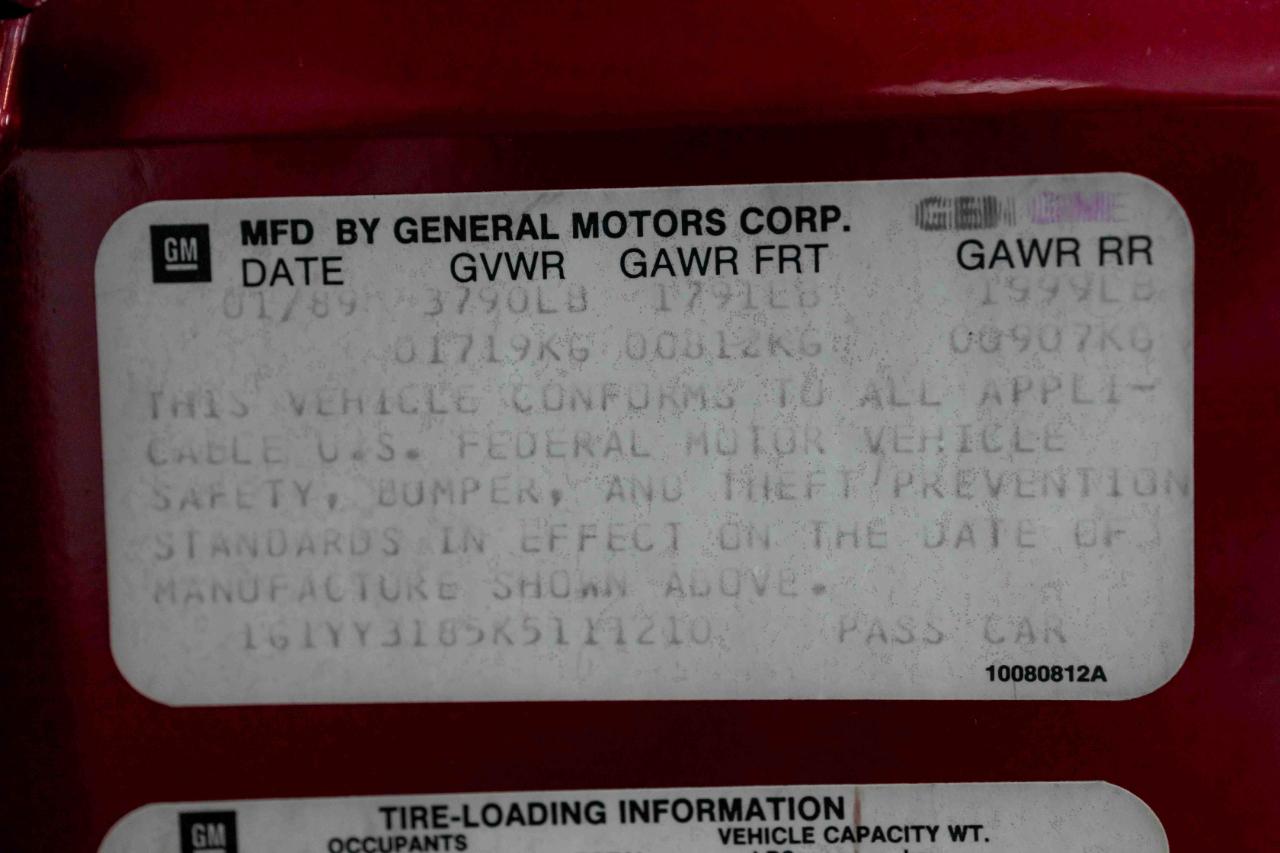 GM
MFD BY GENERAL MOTORS CORP.
DATE GVWR GAWR FRT GAWR RR
01/89 3790LB 1791LB 1999LB
01719KG 00812KG 00907KG
THIS VEHICLE CONFORMS TO ALL APPLI-
CABLE U.S. FEDERAL MOTOR VEHICLE
SAFETY, BUMPER, AND THEFT PREVENTION
STANDARDS IN EFFECT ON THE DATE OF
MANUFACTURE SHOWN ABOVE.
1G1YY3185K5111210 PASS CAR
10080812A
GM
TIRE-LOADING INFORMATION
OCCUPANTS VEHICLE CAPACITY WT.